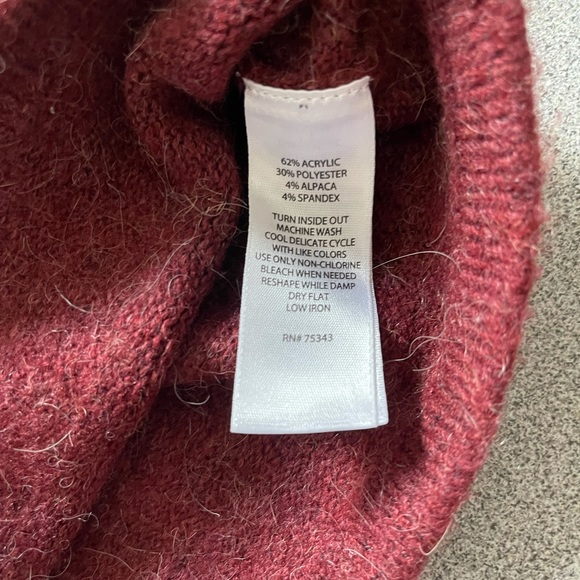 62% ACRYLIC
30% POLYESTER
4% ALPACA
4% SPANDEX
TURN INSIDE OUT
MACHINE WASH
COOL DELICATE CYCLE
WITH LIKE COLORS
USE ONLY NON-CHLORINE
BLEACH WHEN NEEDED
RESHAPE WHILE DAMP
DRY FLAT
LOW IRON
RN# 75343